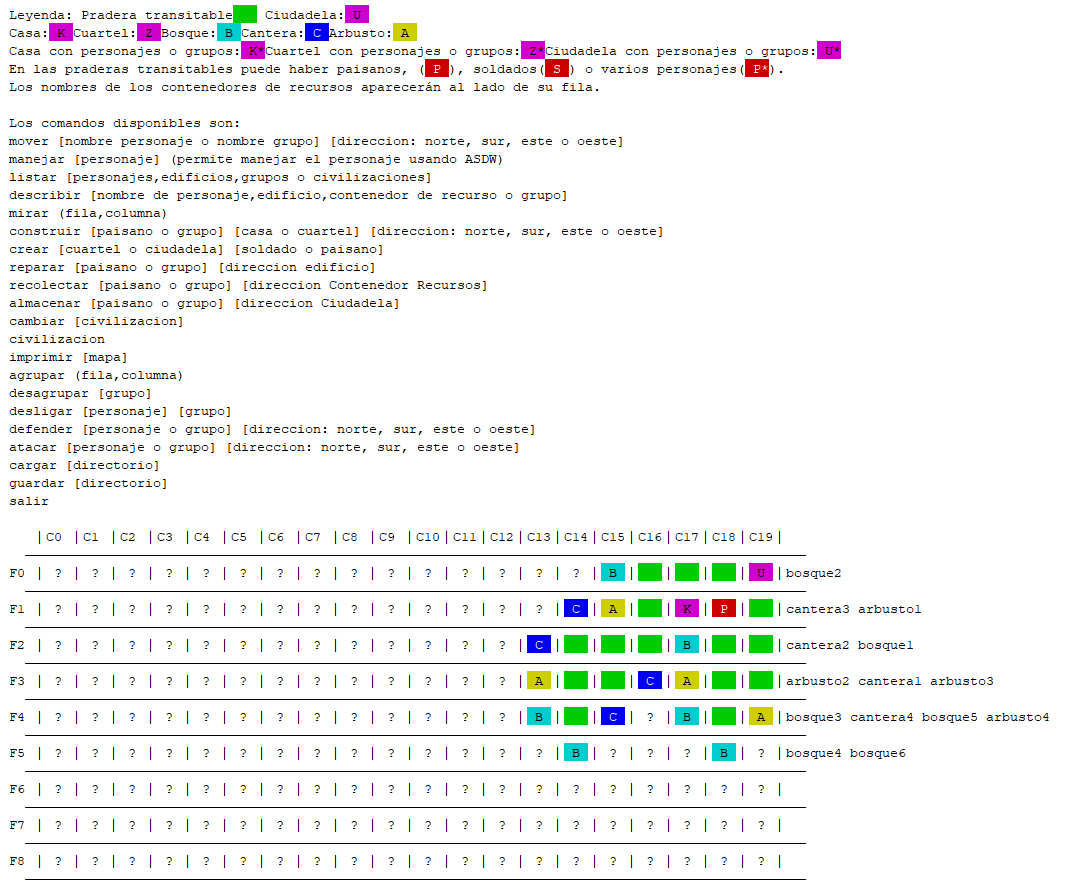 Leyenda: Pradera transitable Ciudadela: U
Casa: K Cuartel: Z Bosque: B Cantera: C Arbusto: A
Casa con personajes o grupos: K* Cuartel con personajes o grupos: Z* Ciudadela con personajes o grupos: U*
En las praderas transitables puede haber paisanos, ( P ), soldados( S ) o varios personajes( P* ).
Los nombres de los contenedores de recursos aparecerán al lado de su fila.
Los comandos disponibles son:
mover [nombre personaje o nombre grupo] [direccion: norte, sur, este o oeste]
manejar [personaje] (permite manejar el personaje usando ASDW)
listar [personajes,edificios,grupos o civilizaciones]
describir [nombre de personaje,edificio,contenedor de recurso o grupo]
mirar (fila,columna)
construir [paisano o grupo] [casa o cuartel] [direccion: norte, sur, este o oeste]
crear [cuartel o ciudadela] [soldado o paisano]
reparar [paisano o grupo] [direccion edificio]
recolectar [paisano o grupo] [direccion Contenedor Recursos]
almacenar [paisano o grupo] [direccion Ciudadela]
cambiar [civilizacion]
civilizacion
imprimir [mapa]
agrupar (fila,columna)
desagrupar [grupo]
desligar [personaje] [grupo]
defender [personaje o grupo] [direccion: norte, sur, este o oeste]
atacar [personaje o grupo] [direccion: norte, sur, este o oeste]
cargar [directorio]
guardar [directorio]
salir
| C0 | C1 | C2 | C3 | C4 | C5 | C6 | C7 | C8 | C9 | C10 | C11 | C12 | C13 | C14 | C15 | C16 | C17 | C18 | C19 |
F0 | ? | ? | ? | ? | ? | ? | ? | ? | ? | ? | ? | ? | ? | ? | ? | B | | | | U | bosque2
F1 | ? | ? | ? | ? | ? | ? | ? | ? | ? | ? | ? | ? | ? | ? | C | A | | K | P | | cantera3 arbusto1
F2 | ? | ? | ? | ? | ? | ? | ? | ? | ? | ? | ? | ? | ? | C | | | | B | | | cantera2 bosque1
F3 | ? | ? | ? | ? | ? | ? | ? | ? | ? | ? | ? | ? | ? | A | | | C | A | | | arbusto2 cantera1 arbusto3
F4 | ? | ? | ? | ? | ? | ? | ? | ? | ? | ? | ? | ? | ? | B | | C | ? | B | | A | bosque3 cantera4 bosque5 arbusto4
F5 | ? | ? | ? | ? | ? | ? | ? | ? | ? | ? | ? | ? | ? | ? | B | ? | ? | ? | B | ? | bosque4 bosque6
F6 | ? | ? | ? | ? | ? | ? | ? | ? | ? | ? | ? | ? | ? | ? | ? | ? | ? | ? | ? | ? |
F7 | ? | ? | ? | ? | ? | ? | ? | ? | ? | ? | ? | ? | ? | ? | ? | ? | ? | ? | ? | ? |
F8 | ? | ? | ? | ? | ? | ? | ? | ? | ? | ? | ? | ? | ? | ? | ? | ? | ? | ? | ? | ? |